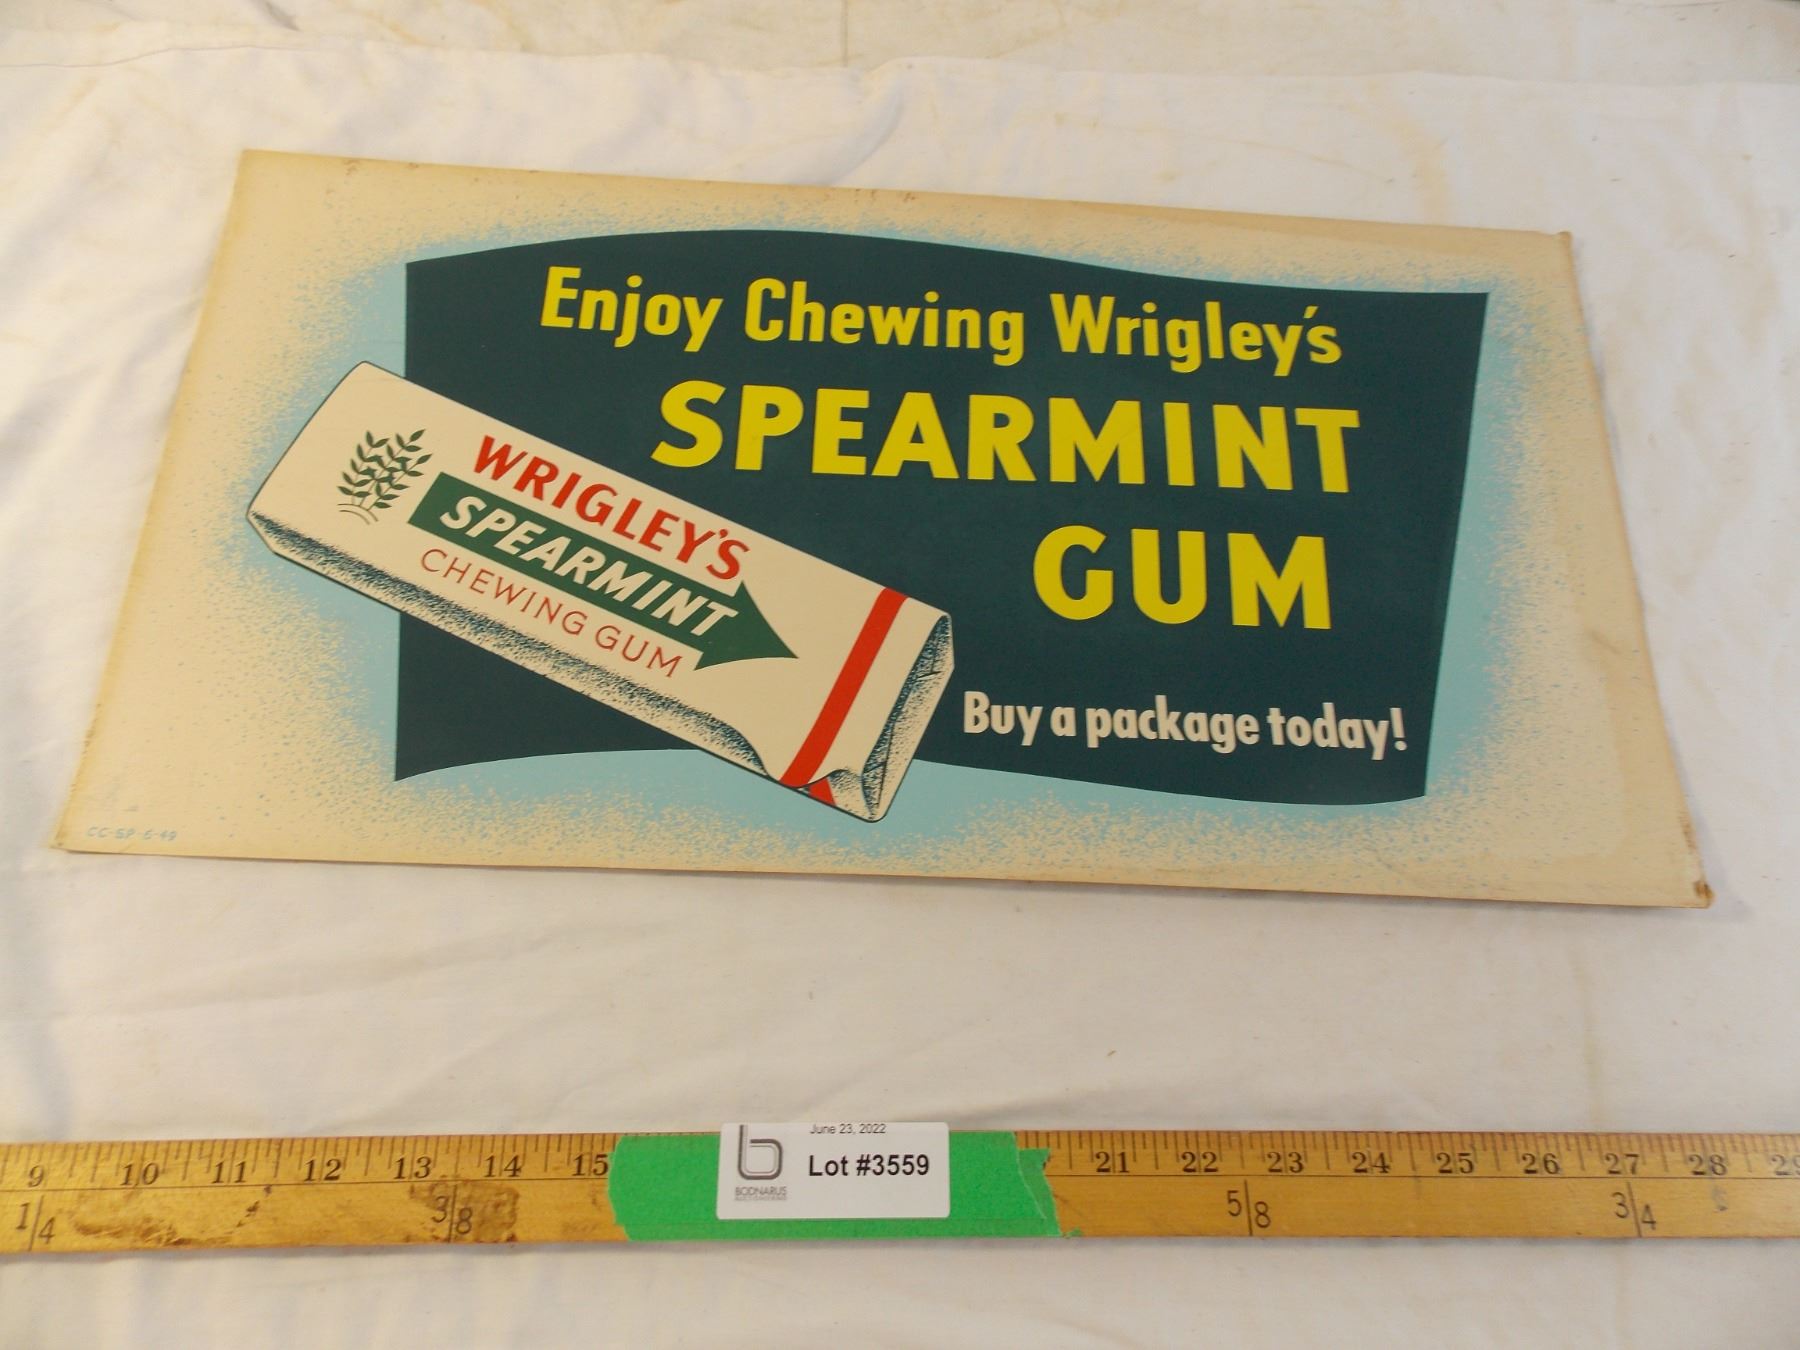 Enjoy Chewing Wrigley's
SPEARMINT
GUM
WRIGLEY'S
SPEARMINT
CHEWING GUM
Buy a package today!
CC-SP-6-49
June 23, 2022
Lot #3559
BODNARUS
AUCTIONEERING
9 10 11 12 13 14 15 21 22 23 24 25 26 27 28 29
1/4 3/8 5/8 3/4